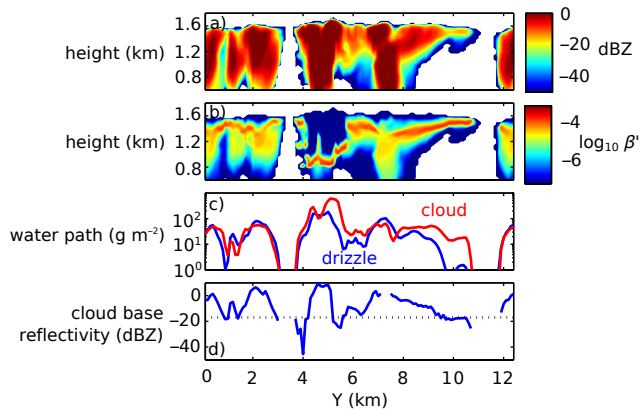 a)
1.6
1.2
0.8
height (km)
0
−20
−40
dBZ
b)
1.6
1.2
0.8
height (km)
−4
−6
log10 β'
c)
10²
10¹
10⁰
water path (g m⁻²)
cloud
drizzle
0
−20
−40
cloud base
reflectivity (dBZ)
d)
0 2 4 6 8 10 12
Y (km)